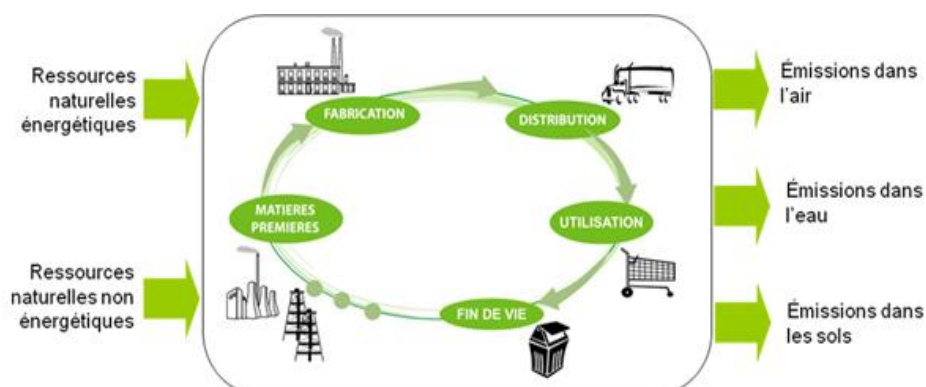 Ressources
naturelles
énergétiques
Ressources
naturelles non
énergétiques
FABRICATION
DISTRIBUTION
MATIERES
PREMIERES
UTILISATION
FIN DE VIE
Émissions dans
l'air
Émissions dans
l'eau
Émissions dans
les sols